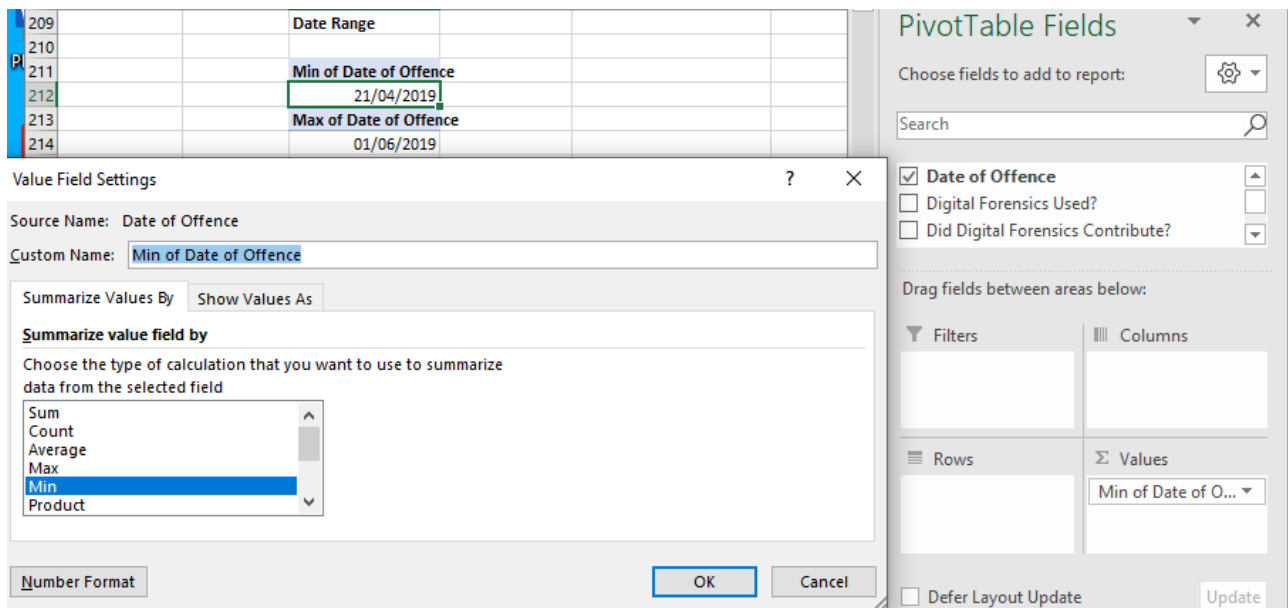 209 Date Range
210
211 Min of Date of Offence
212 21/04/2019
213 Max of Date of Offence
214 01/06/2019
Value Field Settings ? ×
Source Name: Date of Offence
Custom Name: Min of Date of Offence
Summarize Values By Show Values As
Summarize value field by
Choose the type of calculation that you want to use to summarize
data from the selected field
Sum
Count
Average
Max
Min
Product
Number Format OK Cancel
PivotTable Fields
Choose fields to add to report:
Search
Date of Offence
Digital Forensics Used?
Did Digital Forensics Contribute?
Drag fields between areas below:
Filters Columns
Rows Σ Values
Min of Date of O...
Defer Layout Update Update